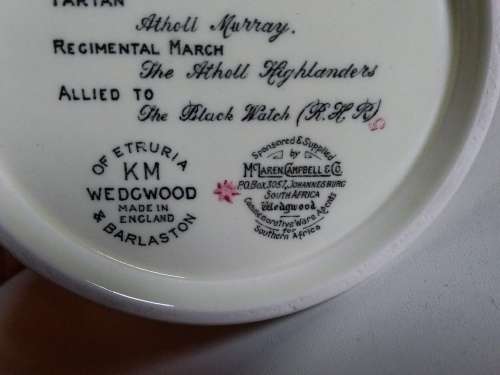 TARTAN
Atholl Murray.
REGIMENTAL MARCH
The Atholl Highlanders
ALLIED TO
The Black Watch (R.H.R)
OF ETRURIA
KM
WEDGWOOD
MADE IN
ENGLAND
& BARLASTON
Sponsored & Supplied
by
McLAREN CAMPBELL & Co.
P.O. BOX 3057, JOHANNESBURG
SOUTH AFRICA
Wedgwood
Commemorative Ware Agents
for
Southern Africa